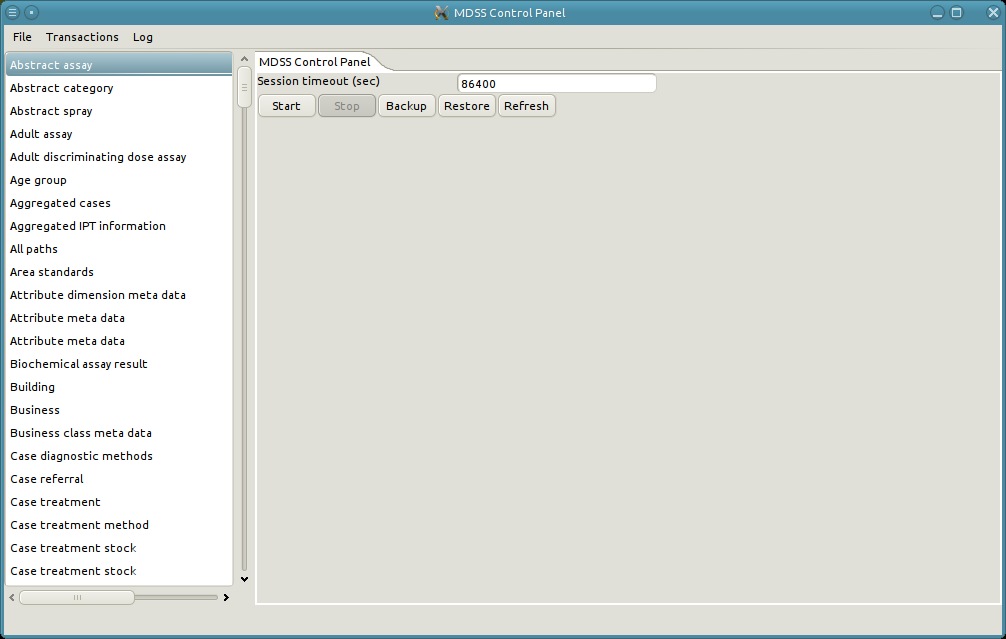 MDSS Control Panel
File Transactions Log
Abstract assay
Abstract category
Abstract spray
Adult assay
Adult discriminating dose assay
Age group
Aggregated cases
Aggregated IPT information
All paths
Area standards
Attribute dimension meta data
Attribute meta data
Attribute meta data
Biochemical assay result
Building
Business
Business class meta data
Case diagnostic methods
Case referral
Case treatment
Case treatment method
Case treatment stock
Case treatment stock
MDSS Control Panel
Session timeout (sec) 86400
Start Stop Backup Restore Refresh